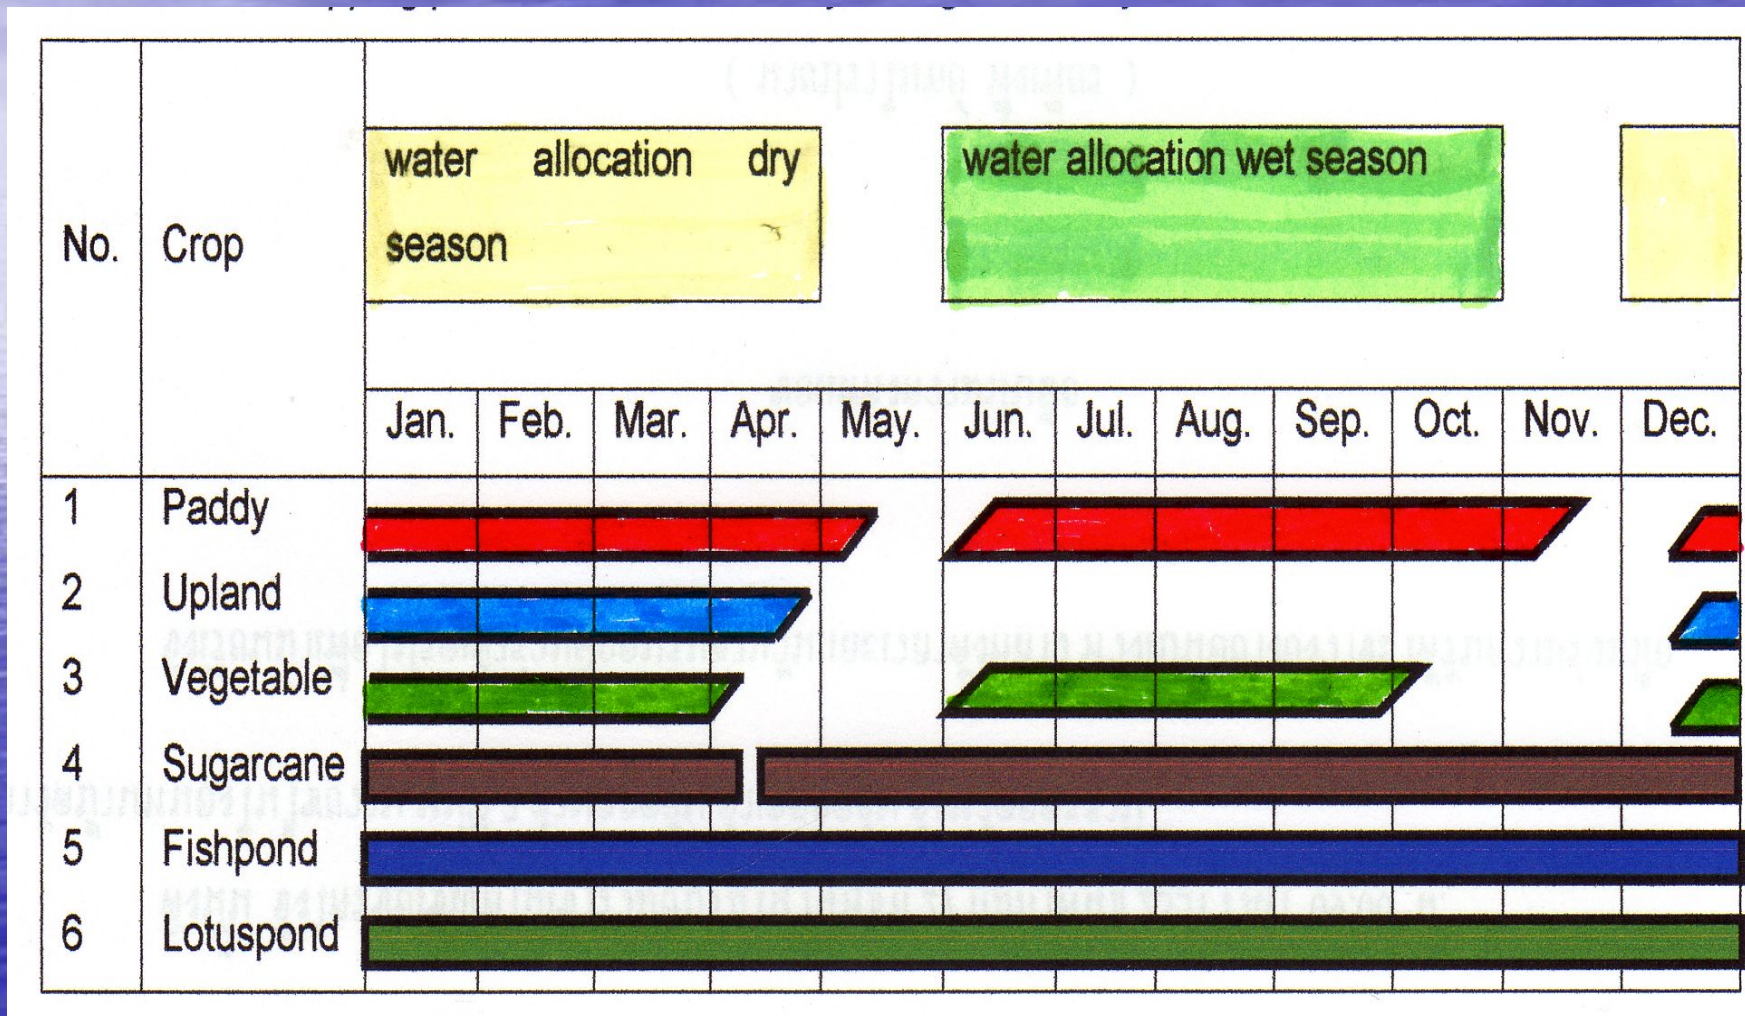 water allocation dry
season
water allocation wet season
No.
Crop
Jan.
Feb.
Mar.
Apr.
May.
Jun.
Jul.
Aug.
Sep.
Oct.
Nov.
Dec.
1
Paddy
2
Upland
3
Vegetable
4
Sugarcane
5
Fishpond
6
Lotuspond